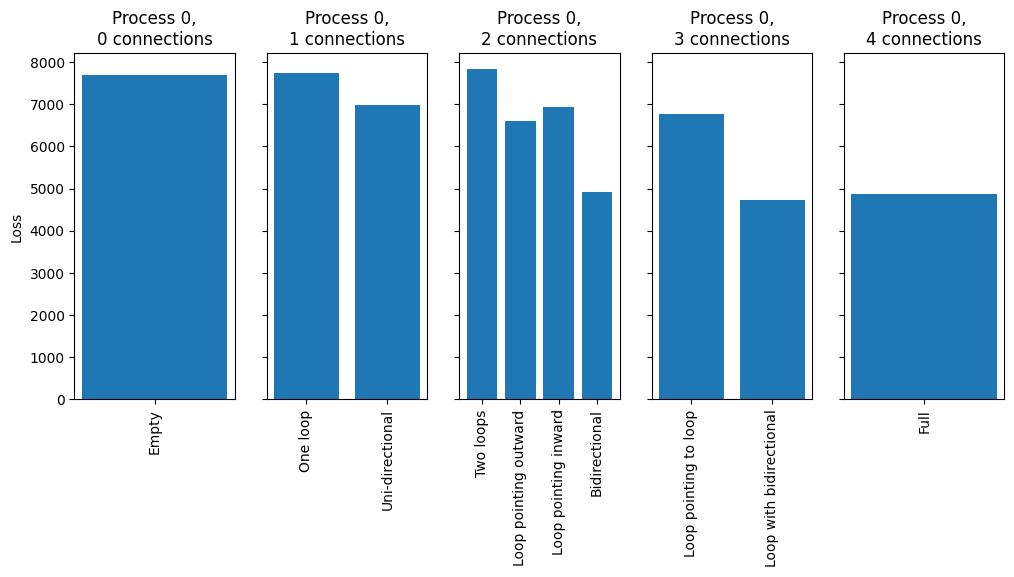 Process 0,
0 connections
Process 0,
1 connections
Process 0,
2 connections
Process 0,
3 connections
Process 0,
4 connections
Loss
8000
7000
6000
5000
4000
3000
2000
1000
0
Empty
One loop
Uni-directional
Two loops
Loop pointing outward
Loop pointing inward
Bidirectional
Loop pointing to loop
Loop with bidirectional
Full